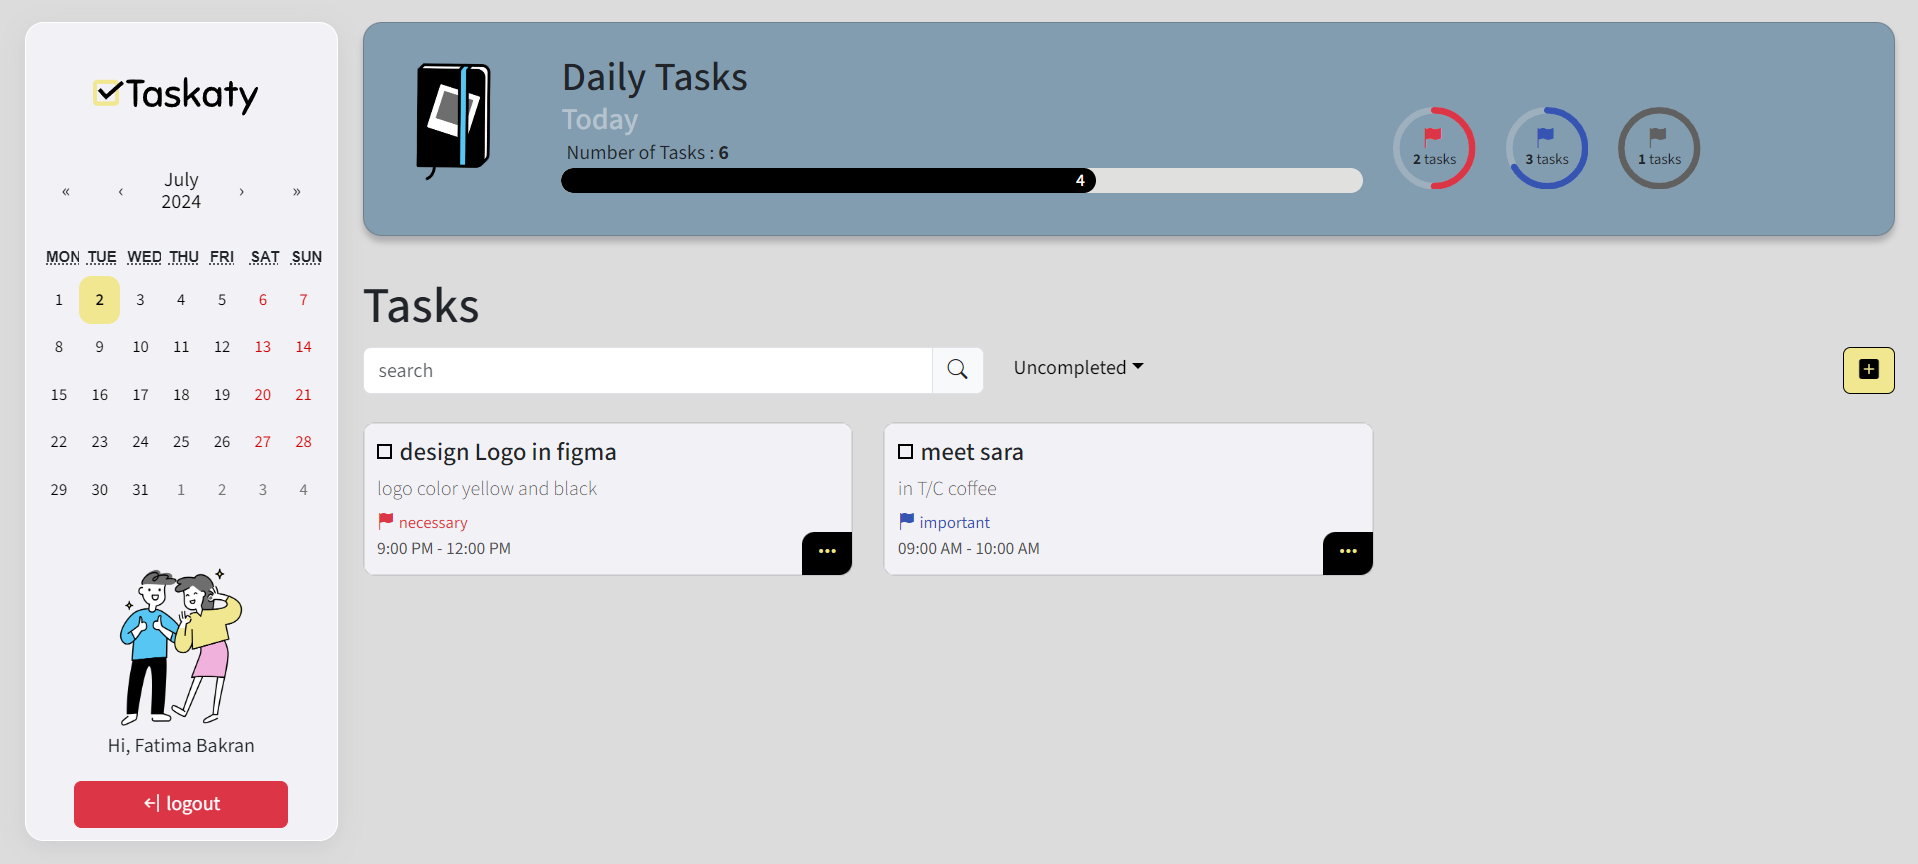 Taskaty
« ‹ July 2024 › »
MON TUE WED THU FRI SAT SUN
1 2 3 4 5 6 7
8 9 10 11 12 13 14
15 16 17 18 19 20 21
22 23 24 25 26 27 28
29 30 31 1 2 3 4
Hi, Fatima Bakran
logout
Daily Tasks
Today
Number of Tasks : 6
4
2 tasks
3 tasks
1 tasks
Tasks
search
Uncompleted
design Logo in figma
logo color yellow and black
necessary
9:00 PM - 12:00 PM
meet sara
in T/C coffee
important
09:00 AM - 10:00 AM